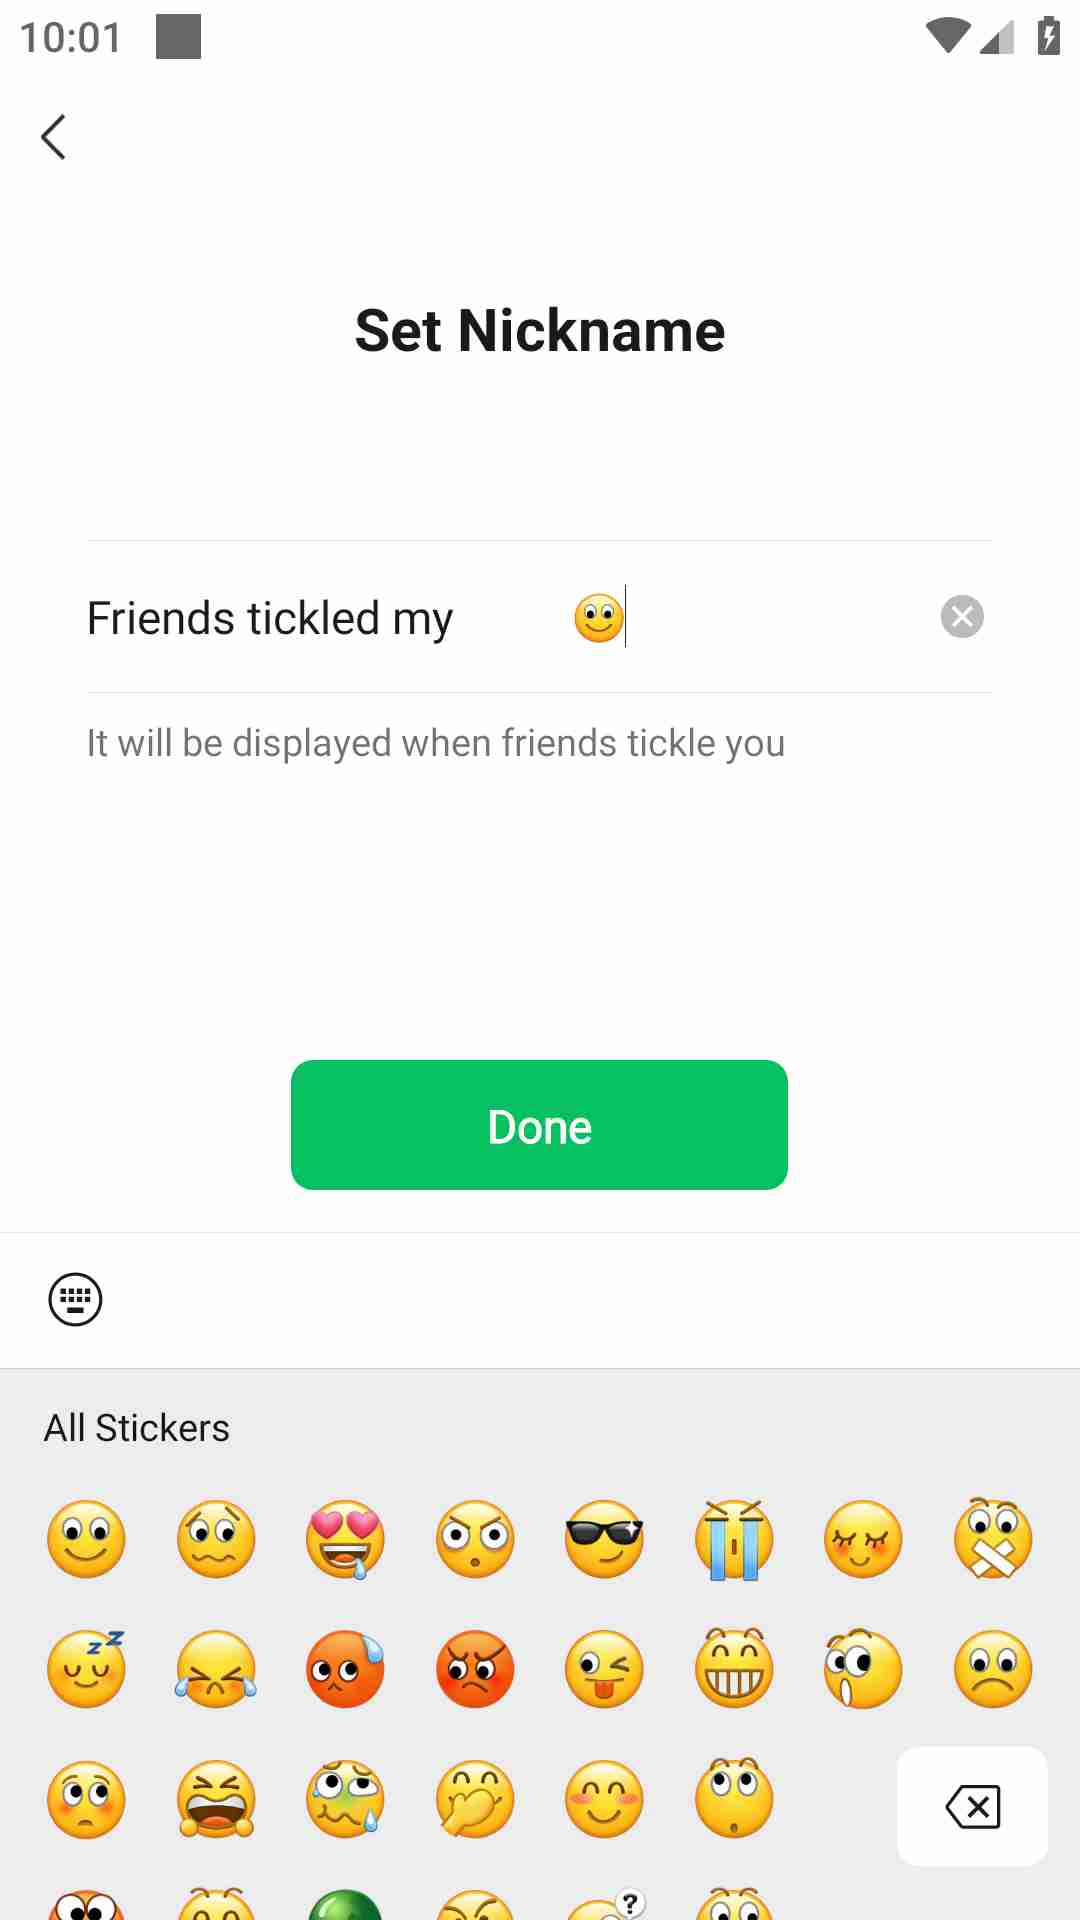 10:01
Set Nickname
Friends tickled my
It will be displayed when friends tickle you
Done
All Stickers
z z
?